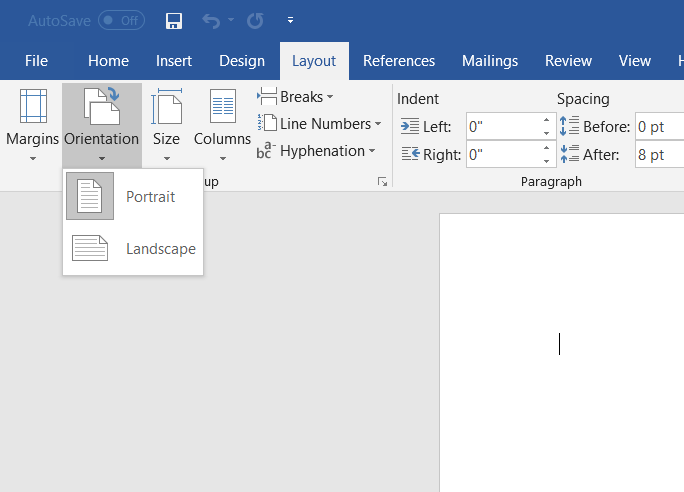 AutoSave Off
File Home Insert Design Layout References Mailings Review View
Margins Orientation Size Columns
Breaks
Line Numbers
Hyphenation
Indent
Left: 0"
Right: 0"
Spacing
Before: 0 pt
After: 8 pt
Paragraph
Portrait
Landscape